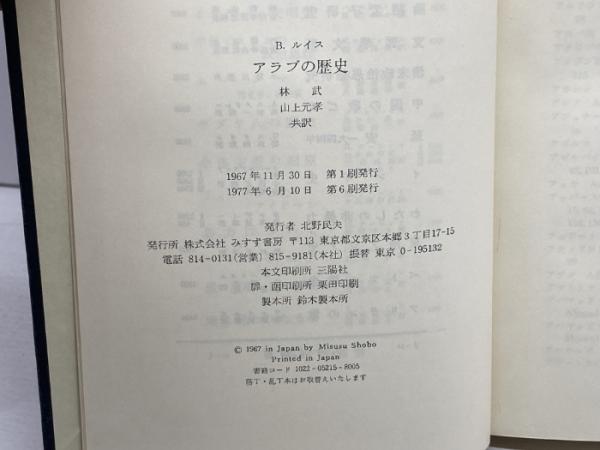 B. ルイス
アラブの歴史
林 武
山上元孝
共訳
1967年11月30日 第1刷発行
1977年 6月10日 第6刷発行
発行者 北野民夫
発行所 株式会社 みすず書房 〒113 東京都文京区本郷3丁目17-15
電話 814-0131(営業) 815-9181(本社) 振替 東京 0-195132
本文印刷所 三陽社
扉・函印刷所 栗田印刷
製本所 鈴木製本所
© 1967 in Japan by Misusu Shobo
Printed in Japan
書籍コード 1022-05215-8005
落丁・乱丁本はお取替えいたします